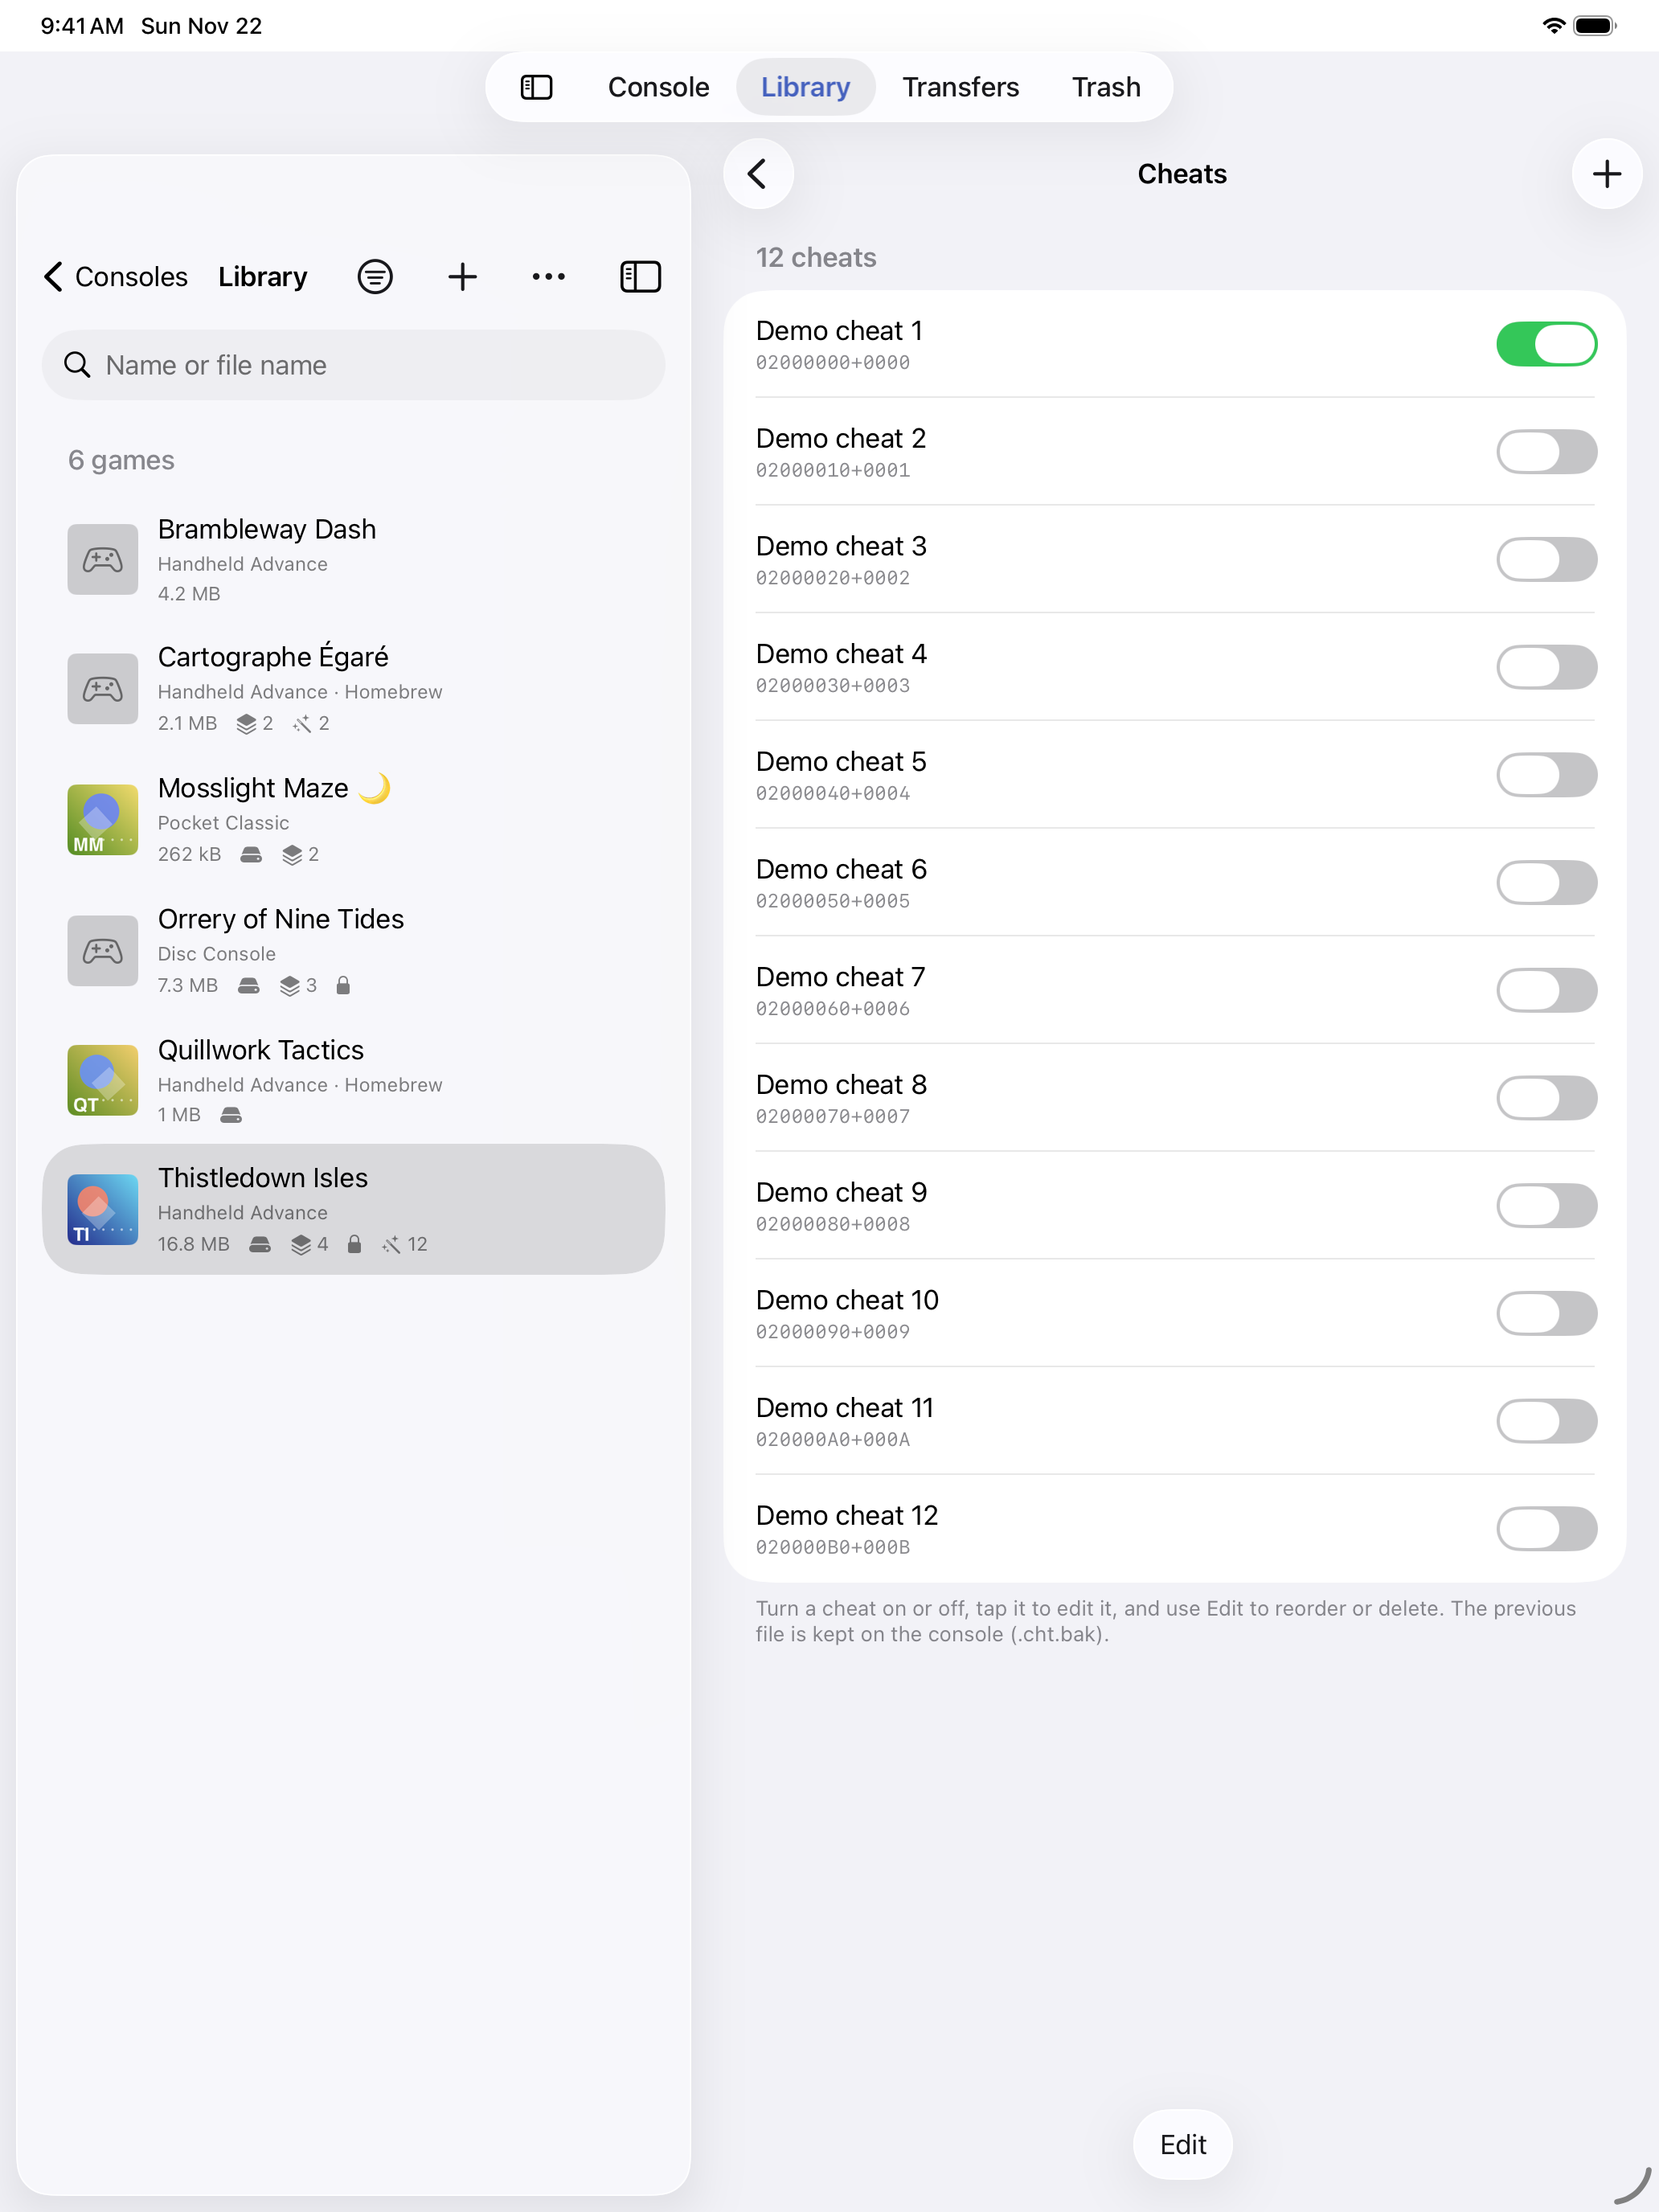 9:41 AM Sun Nov 22
Console Library Transfers Trash
Consoles Library
Name or file name
6 games
Brambleway Dash
Handheld Advance
4.2 MB
Cartographe Égaré
Handheld Advance · Homebrew
2.1 MB 2 2
Mosslight Maze 🌙
Pocket Classic
262 kB 2
MM
Orrery of Nine Tides
Disc Console
7.3 MB 3
Quillwork Tactics
Handheld Advance · Homebrew
1 MB
QT
Thistledown Isles
Handheld Advance
16.8 MB 4 12
TI
Cheats
12 cheats
Demo cheat 1
02000000+0000
Demo cheat 2
02000010+0001
Demo cheat 3
02000020+0002
Demo cheat 4
02000030+0003
Demo cheat 5
02000040+0004
Demo cheat 6
02000050+0005
Demo cheat 7
02000060+0006
Demo cheat 8
02000070+0007
Demo cheat 9
02000080+0008
Demo cheat 10
02000090+0009
Demo cheat 11
020000A0+000A
Demo cheat 12
020000B0+000B
Turn a cheat on or off, tap it to edit it, and use Edit to reorder or delete. The previous
file is kept on the console (.cht.bak).
Edit